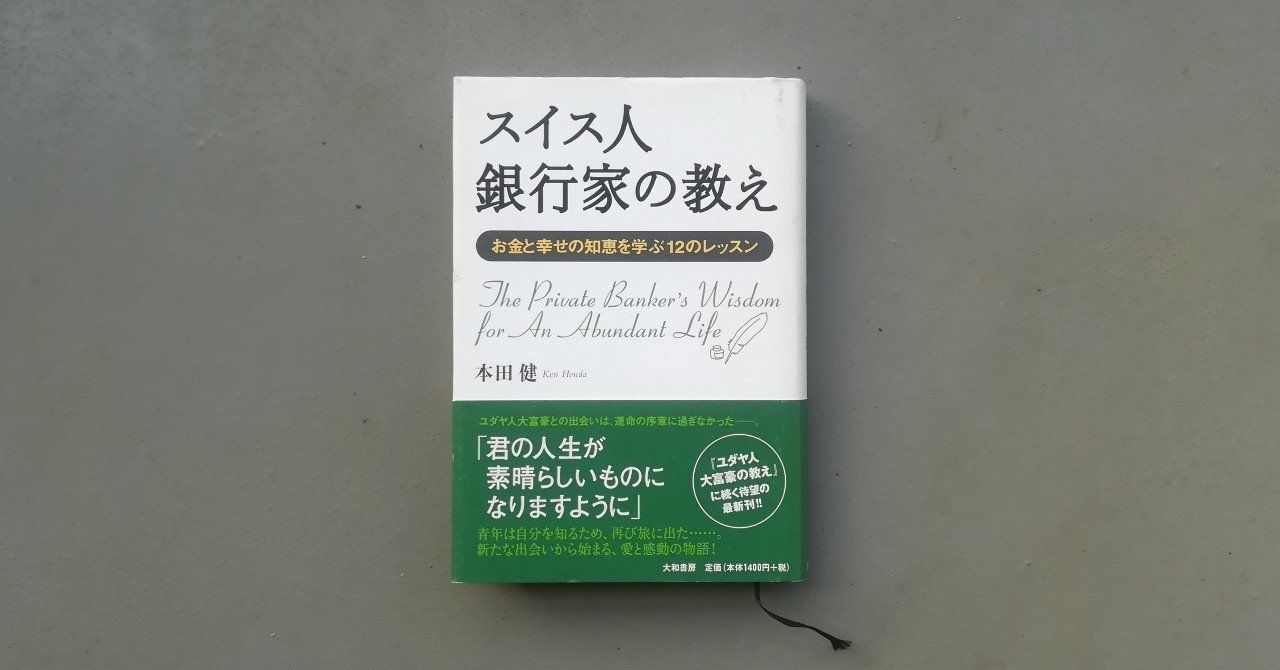 スイス人
銀行家の教え
お金と幸せの知恵を学ぶ12のレッスン
The Private Banker's Wisdom
for An Abundant Life
本田 健 Ken Honda
ユダヤ人大富豪との出会いは、運命の序章に過ぎなかった——。
「君の人生が
素晴らしいものに
なりますように」
『ユダヤ人
大富豪の教え』
に続く待望の
最新刊!!
青年は自分を知るため、再び旅に出た……。
新たな出会いから始まる、愛と感動の物語！
大和書房 定価(本体1400円+税)